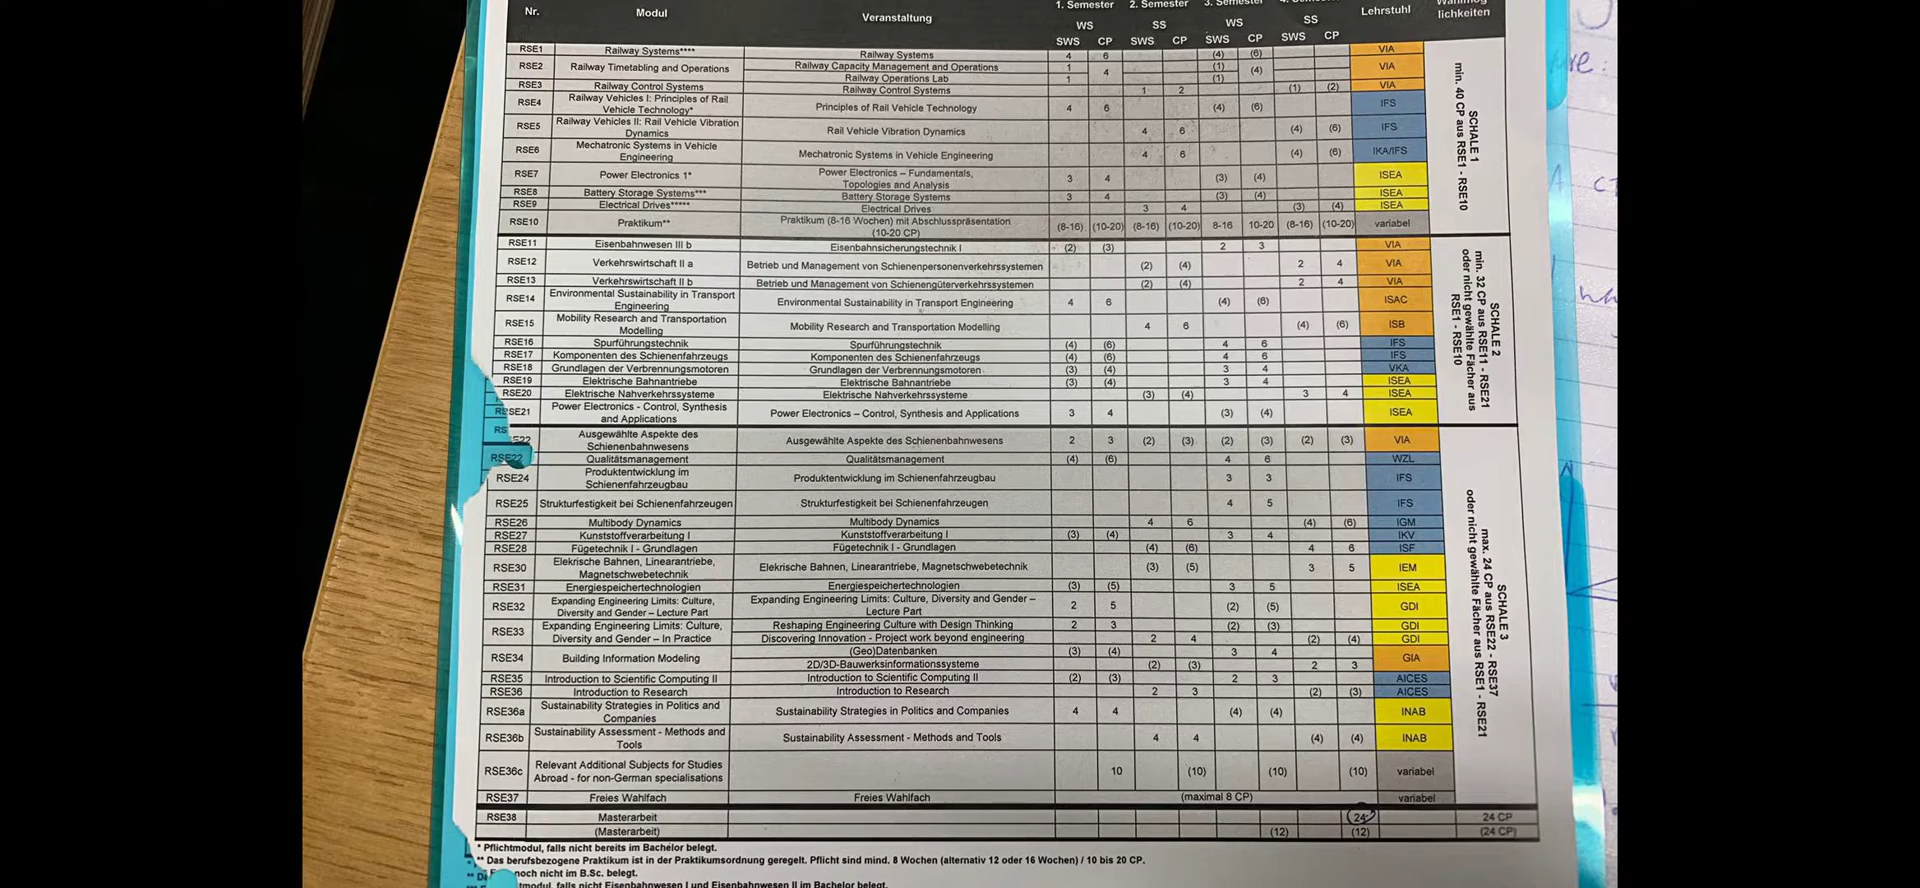 1. Semester 2. Semester 3. Semester
Nr. Modul Veranstaltung WS SS WS SS Lehrstuhl lichkeiten
SWS CP SWS CP SWS CP SWS CP
RSE1 Railway Systems**** Railway Systems 4 6 (4) (6) VIA
RSE2 Railway Timetabling and Operations Railway Capacity Management and Operations 1 4 (1) (4) VIA
Railway Operations Lab 1 (1)
RSE3 Railway Control Systems Railway Control Systems 1 2 (1) (2) VIA
RSE4 Railway Vehicles I: Principles of Rail Vehicle Technology* Principles of Rail Vehicle Technology 4 6 (4) (6) IFS
RSE5 Railway Vehicles II: Rail Vehicle Vibration Dynamics Rail Vehicle Vibration Dynamics 4 6 (4) (6) IFS
RSE6 Mechatronic Systems in Vehicle Engineering Mechatronic Systems in Vehicle Engineering 4 6 (4) (6) IKA/IFS
RSE7 Power Electronics 1* Power Electronics – Fundamentals, Topologies and Analysis 3 4 (3) (4) ISEA
RSE8 Battery Storage Systems*** Battery Storage Systems 3 4 (3) (4) ISEA
RSE9 Electrical Drives***** Electrical Drives 3 4 (3) (4) ISEA
RSE10 Praktikum** Praktikum (8-16 Wochen) mit Abschlusspräsentation (10-20 CP) (8-16) (10-20) (8-16) (10-20) 8-16 10-20 (8-16) (10-20) variabel
SCHALE 1
min. 40 CP aus RSE1 - RSE10
RSE11 Eisenbahnwesen III b Eisenbahnsicherungstechnik I (2) (3) 2 3 VIA
RSE12 Verkehrswirtschaft II a Betrieb und Management von Schienenpersonenverkehrssystemen (2) (4) 2 4 VIA
RSE13 Verkehrswirtschaft II b Betrieb und Management von Schienengüterverkehrssystemen (2) (4) 2 4 VIA
RSE14 Environmental Sustainability in Transport Engineering Environmental Sustainability in Transport Engineering 4 6 (4) (6) ISAC
RSE15 Mobility Research and Transportation Modelling Mobility Research and Transportation Modelling 4 6 (4) (6) ISB
RSE16 Spurführungstechnik Spurführungstechnik (4) (6) 4 6 IFS
RSE17 Komponenten des Schienenfahrzeugs Komponenten des Schienenfahrzeugs (4) (6) 4 6 IFS
RSE18 Grundlagen der Verbrennungsmotoren Grundlagen der Verbrennungsmotoren (3) (4) 3 4 VKA
RSE19 Elektrische Bahnantriebe Elektrische Bahnantriebe (3) (4) 3 4 ISEA
RSE20 Elektrische Nahverkehrssysteme Elektrische Nahverkehrssysteme (3) (4) 3 4 ISEA
RSE21 Power Electronics - Control, Synthesis and Applications Power Electronics – Control, Synthesis and Applications 3 4 (3) (4) ISEA
SCHALE 2
min. 32 CP aus RSE11 - RSE21
oder nicht gewählte Fächer aus
RSE1 - RSE10
Ausgewählte Aspekte des Schienenbahnwesens Ausgewählte Aspekte des Schienenbahnwesens 2 3 (2) (3) (2) (3) (2) (3) VIA
RSE22 Qualitätsmanagement Qualitätsmanagement (4) (6) 4 6 WZL
RSE24 Produktentwicklung im Schienenfahrzeugbau Produktentwicklung im Schienenfahrzeugbau 3 3 IFS
RSE25 Strukturfestigkeit bei Schienenfahrzeugen Strukturfestigkeit bei Schienenfahrzeugen 4 5 IFS
RSE26 Multibody Dynamics Multibody Dynamics 4 6 (4) (6) IGM
RSE27 Kunststoffverarbeitung I Kunststoffverarbeitung I (3) (4) 3 4 IKV
RSE28 Fügetechnik I - Grundlagen Fügetechnik I - Grundlagen (4) (6) 4 6 ISF
RSE30 Elekrische Bahnen, Linearantriebe, Magnetschwebetechnik Elekrische Bahnen, Linearantriebe, Magnetschwebetechnik (3) (5) 3 5 IEM
RSE31 Energiespeichertechnologien Energiespeichertechnologien (3) (5) 3 5 ISEA
RSE32 Expanding Engineering Limits: Culture, Diversity and Gender – Lecture Part Expanding Engineering Limits: Culture, Diversity and Gender – Lecture Part 2 5 (2) (5) GDI
RSE33 Expanding Engineering Limits: Culture, Diversity and Gender – In Practice Reshaping Engineering Culture with Design Thinking 2 3 (2) (3) GDI
Discovering Innovation - Project work beyond engineering 2 4 (2) (4) GDI
RSE34 Building Information Modeling (Geo)Datenbanken (3) (4) 3 4 GIA
2D/3D-Bauwerksinformationssysteme (2) (3) 2 3
RSE35 Introduction to Scientific Computing II Introduction to Scientific Computing II (2) (3) 2 3 AICES
RSE36 Introduction to Research Introduction to Research 2 3 (2) (3) AICES
RSE36a Sustainability Strategies in Politics and Companies Sustainability Strategies in Politics and Companies 4 4 (4) (4) INAB
RSE36b Sustainability Assessment - Methods and Tools Sustainability Assessment - Methods and Tools 4 4 (4) (4) INAB
RSE36c Relevant Additional Subjects for Studies Abroad - for non-German specialisations 10 (10) (10) (10) variabel
RSE37 Freies Wahlfach Freies Wahlfach (maximal 8 CP) variabel
SCHALE 3
max. 24 CP aus RSE22 - RSE37
oder nicht gewählte Fächer aus RSE1 - RSE21
RSE38 Masterarbeit 24 24 CP
(Masterarbeit) (12) (12) (24 CP)
* Pflichtmodul, falls nicht bereits im Bachelor belegt.
** Das berufsbezogene Praktikum ist in der Praktikumsordnung geregelt. Pflicht sind mind. 8 Wochen (alternativ 12 oder 16 Wochen) / 10 bis 20 CP.
noch nicht im B.Sc. belegt.
falls nicht Eisenbahnwesen I und Eisenbahnwesen II im Bachelor belegt.